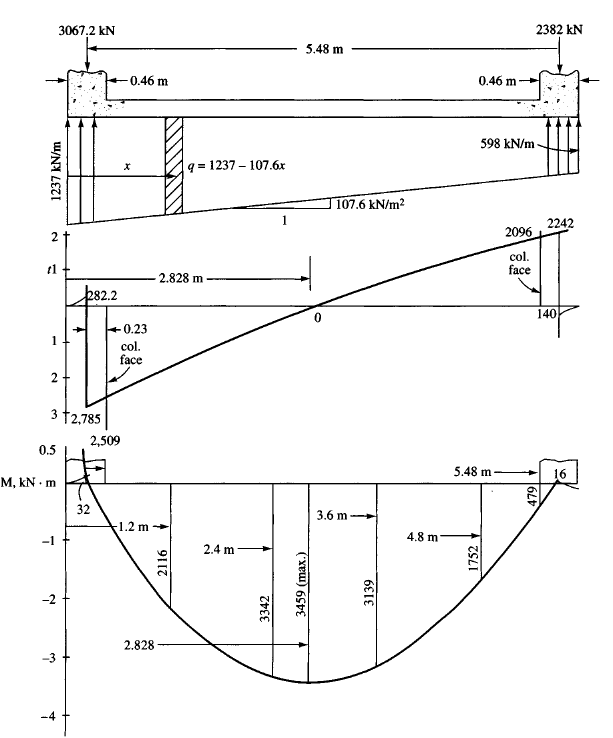 3067.2 kN
2382 kN
5.48 m
0.46 m
0.46 m
1237 kN/m
x
q = 1237 – 107.6x
598 kN/m
107.6 kN/m²
1
2
2096
2242
r1
2.828 m
col.
face
282.2
0
140
0.23
1
col.
face
2
3
2,785
2,509
0.5
M, kN · m
5.48 m
16
32
479
1.2 m
3.6 m
–1
2.4 m
4.8 m
2116
3342
3459 (max.)
3139
1752
–2
2.828
–3
–4